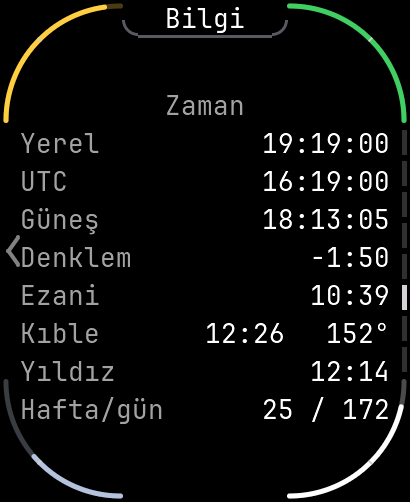 Bilgi
Zaman
Yerel 19:19:00
UTC 16:19:00
Güneş 18:13:05
Denklem -1:50
Ezani 10:39
Kıble 12:26 152°
Yıldız 12:14
Hafta/gün 25 / 172